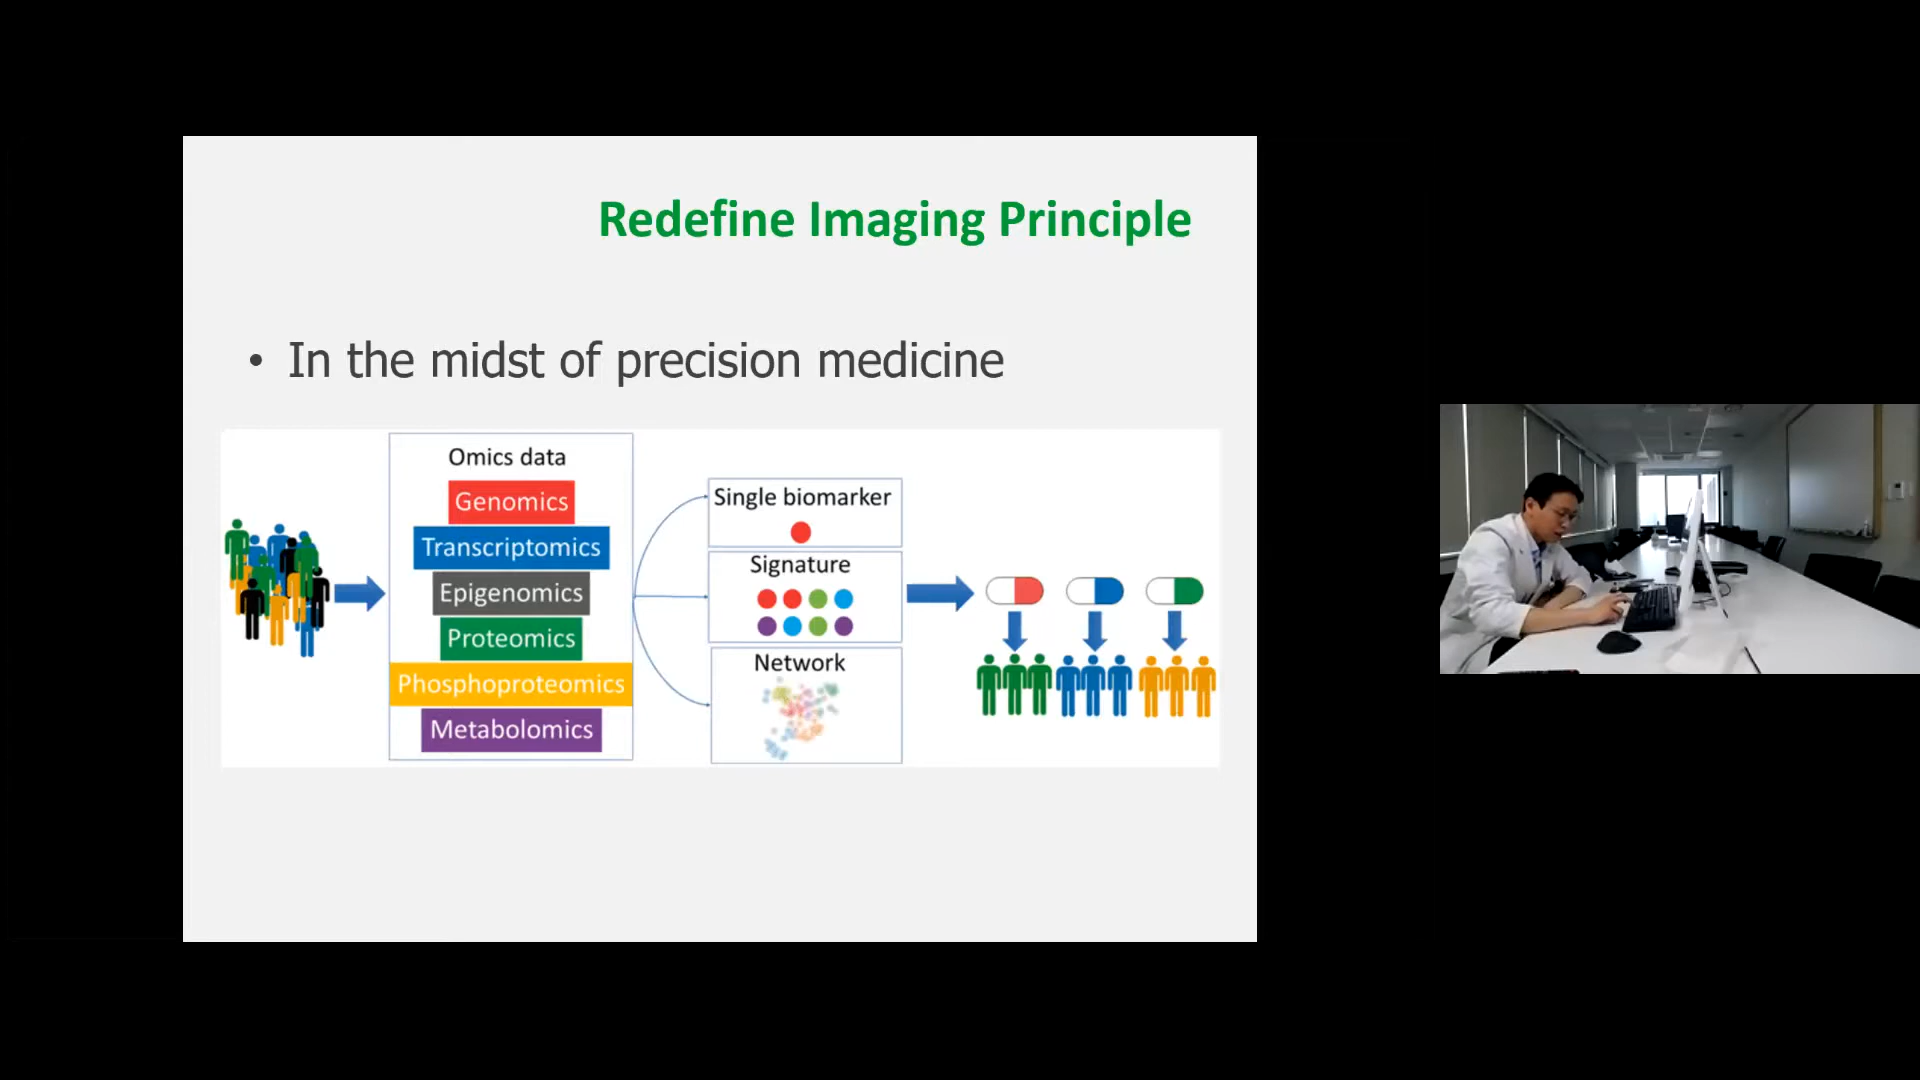 Redefine Imaging Principle
• In the midst of precision medicine
Omics data
Genomics
Transcriptomics
Epigenomics
Proteomics
Phosphoproteomics
Metabolomics
Single biomarker
Signature
Network